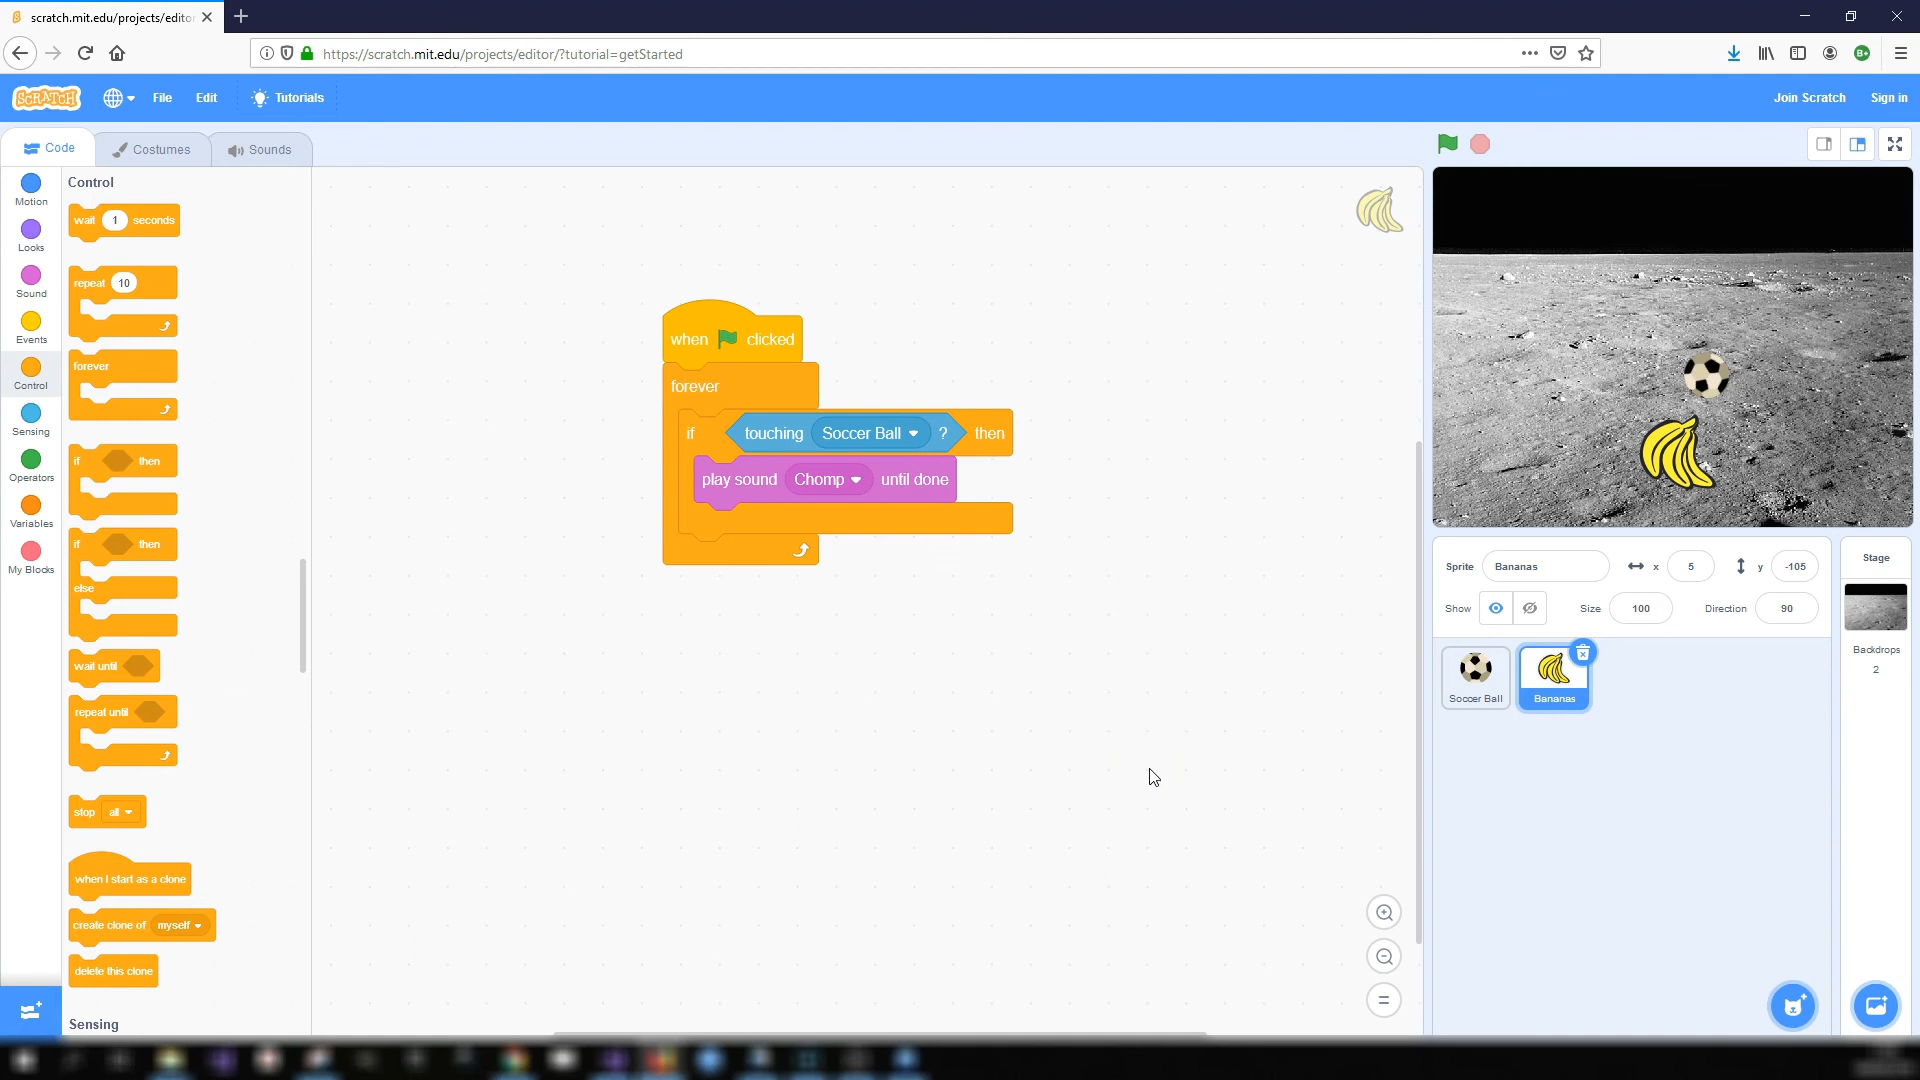 scratch.mit.edu/projects/edito
https://scratch.mit.edu/projects/editor/?tutorial=getStarted
SCRATCH File Edit Tutorials Join Scratch Sign in
Code Costumes Sounds
Motion
Looks
Sound
Events
Control
Sensing
Operators
Variables
My Blocks
Control
wait 1 seconds
repeat 10
forever
if then
if then
else
wait until
repeat until
stop all
when I start as a clone
create clone of myself
delete this clone
Sensing
when clicked
forever
if touching Soccer Ball ? then
play sound Chomp until done
Sprite Bananas x 5 y -105
Show Size 100 Direction 90
Soccer Ball
Bananas
Stage
Backdrops
2